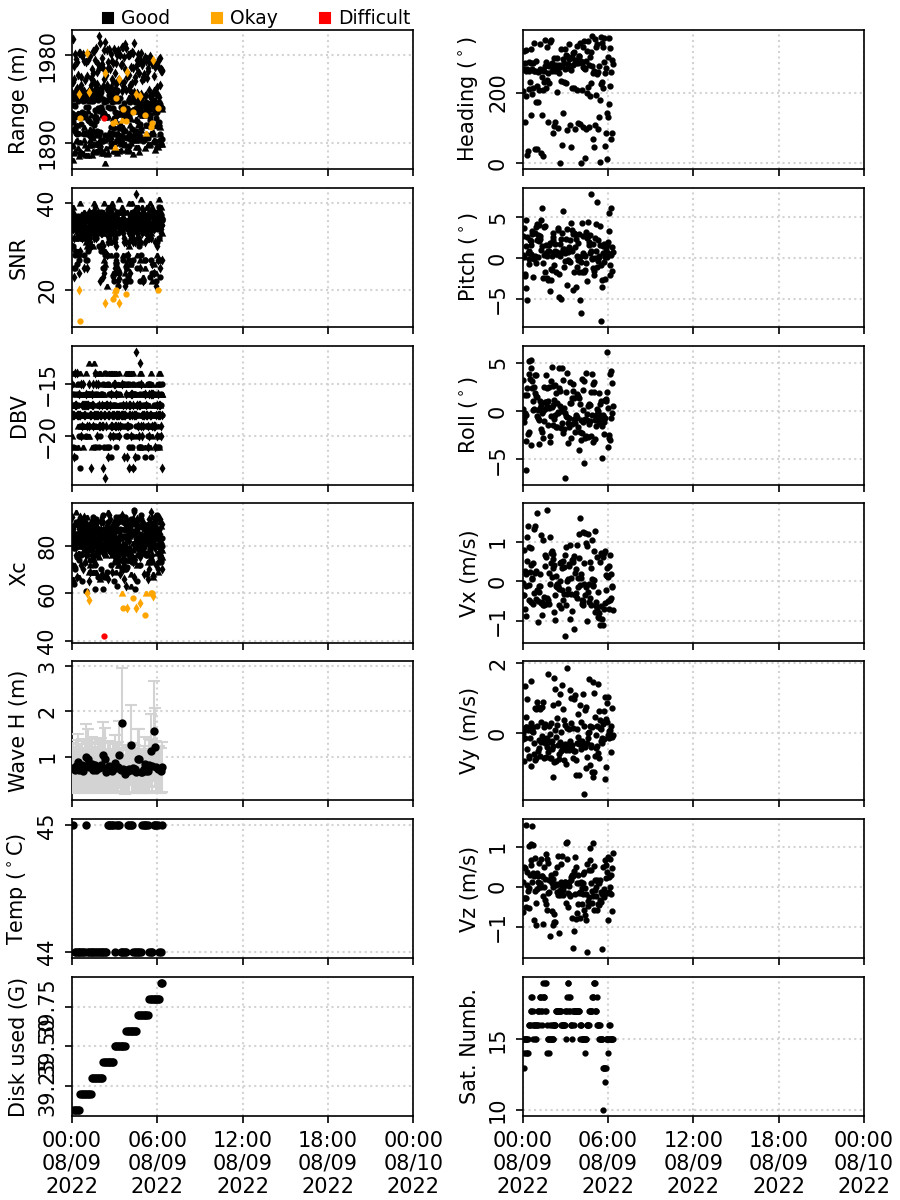 Good Okay Difficult
Range (m) 1980 1890
Heading (°) 200 0
SNR 40 20
Pitch (°) 5 0 −5
DBV −15 −20
Roll (°) 5 0 −5
Xc 80 60 40
Vx (m/s) 1 0 −1
Wave H (m) 3 2 1
Vy (m/s) 2 0
Temp (°C) 45 44
Vz (m/s) 1 0 −1
Disk used (G) 39.75 39.50 39.25
Sat. Numb. 15 10
00:00 06:00 12:00 18:00 00:00 00:00 06:00 12:00 18:00 00:00
08/09 08/09 08/09 08/09 08/10 08/09 08/09 08/09 08/09 08/10
2022 2022 2022 2022 2022 2022 2022 2022 2022 2022